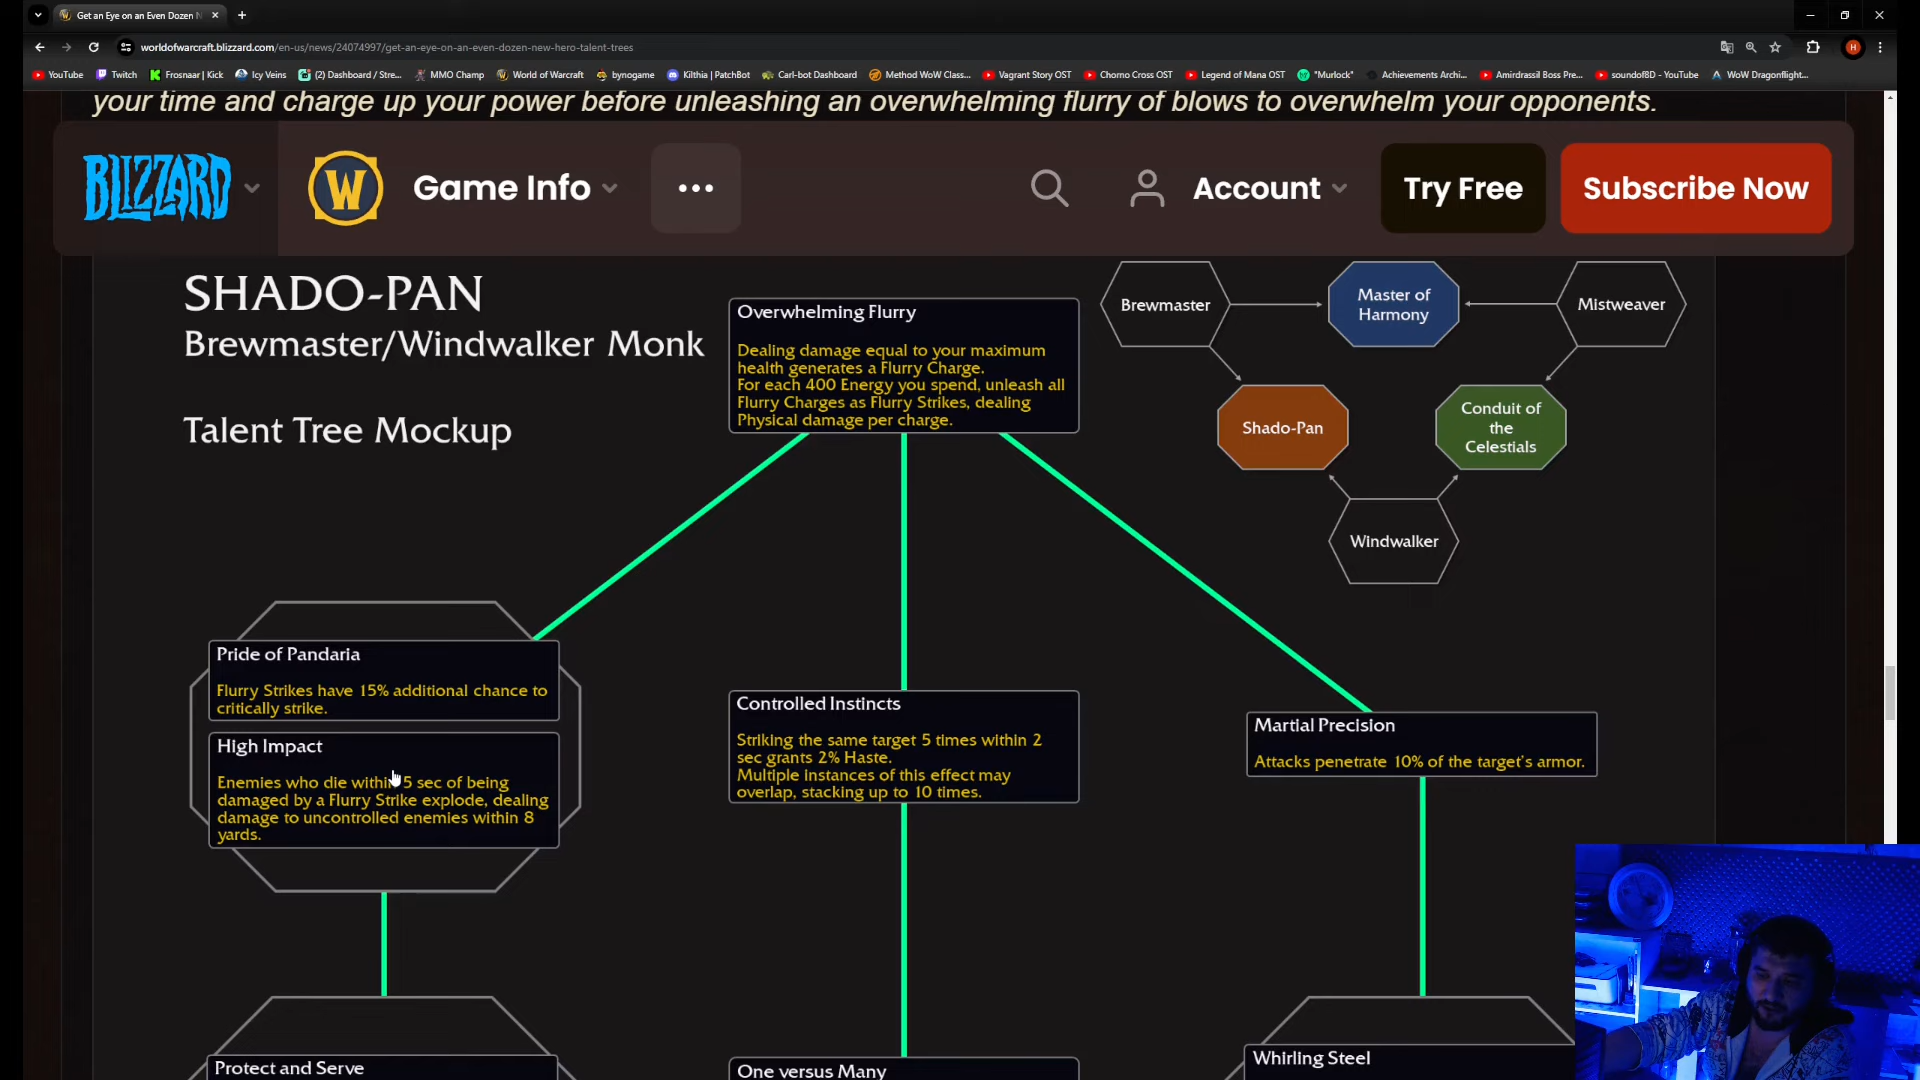 Get an Eye on an Even Dozen N
worldofwarcraft.blizzard.com/en-us/news/24074997/get-an-eye-on-an-even-dozen-new-hero-talent-trees
H
YouTube
Twitch
Frosnaar | Kick
Icy Veins
(2) Dashboard / Stre...
MMO Champ
World of Warcraft
bynogame
Kilthia | PatchBot
Carl-bot Dashboard
Method WoW Class...
Vagrant Story OST
Chorno Cross OST
Legend of Mana OST
"Murlock"
Achievements Archi...
Amirdrassil Boss Pre...
soundofBD - YouTube
WoW Dragonflight...
your time and charge up your power before unleashing an overwhelming flurry of blows to overwhelm your opponents.
BLIZZARD
W
Game Info
Account
Try Free
Subscribe Now
SHADO-PAN
Brewmaster/Windwalker Monk
Talent Tree Mockup
Overwhelming Flurry
Dealing damage equal to your maximum
health generates a Flurry Charge.
For each 400 Energy you spend, unleash all
Flurry Charges as Flurry Strikes, dealing
Physical damage per charge.
Brewmaster
Master of
Harmony
Mistweaver
Shado-Pan
Conduit of
the
Celestials
Windwalker
Pride of Pandaria
Flurry Strikes have 15% additional chance to
critically strike.
High Impact
Enemies who die within 5 sec of being
damaged by a Flurry Strike explode, dealing
damage to uncontrolled enemies within 8
yards.
Controlled Instincts
Striking the same target 5 times within 2
sec grants 2% Haste.
Multiple instances of this effect may
overlap, stacking up to 10 times.
Martial Precision
Attacks penetrate 10% of the target's armor.
Protect and Serve
One versus Many
Whirling Steel